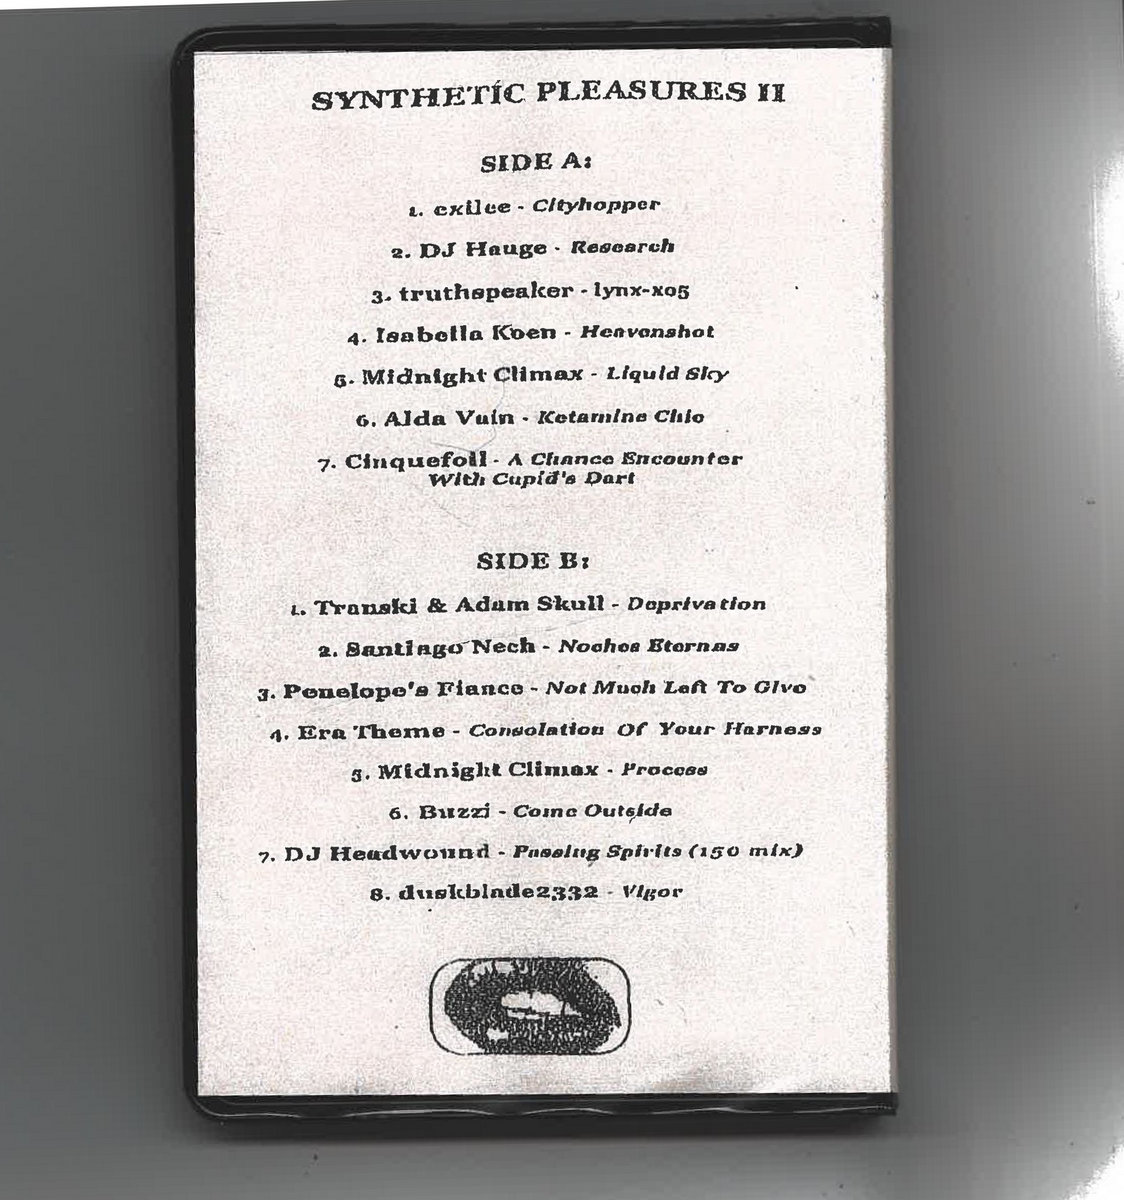 SYNTHETIC PLEASURES II
SIDE A:
1. exilee - Cityhopper
2. DJ Hauge - Research
3. truthspeaker - lynx-x05
4. Isabella Koen - Heavenshot
5. Midnight Climax - Liquid Sky
6. Alda Vuin - Ketamine Chic
7. Cinquefoil - A Chance Encounter
With Cupid's Dart
SIDE B:
1. Transki & Adam Skull - Deprivation
2. Santiago Nech - Noches Eternas
3. Penelope's Fiance - Not Much Left To Give
4. Era Theme - Consolation Of Your Harness
5. Midnight Climax - Process
6. Buzzi - Come Outside
7. DJ Headwound - Passing Spirits (150 mix)
8. duskblade2332 - Vigor